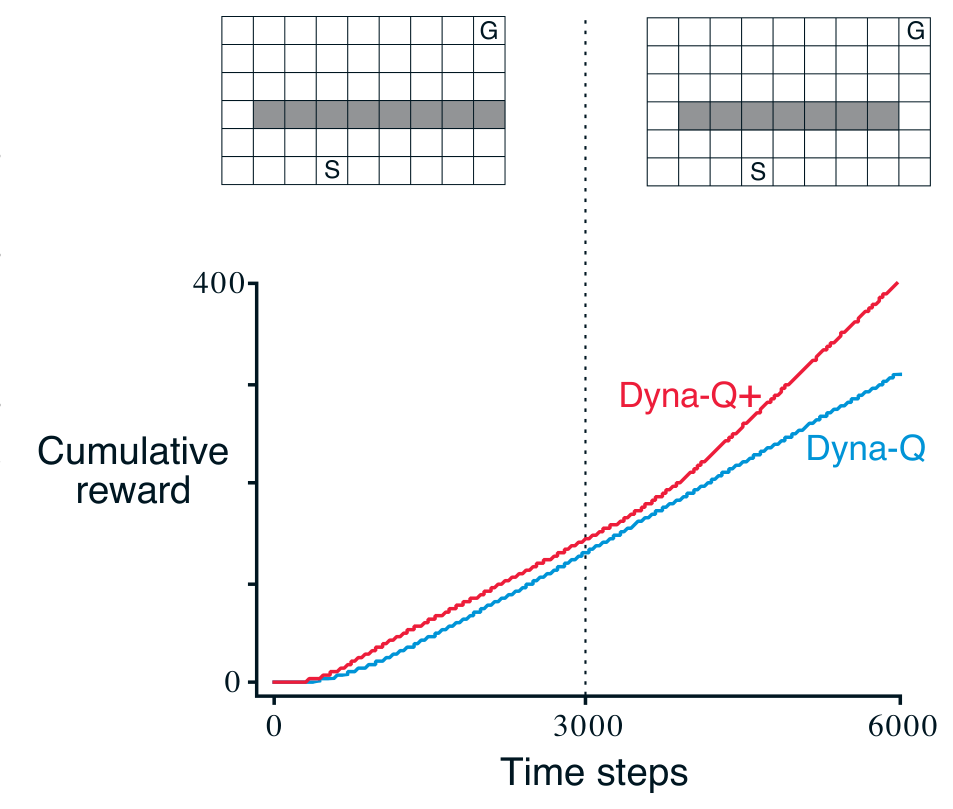 G
G
S
S
400
Dyna-Q+
Dyna-Q
Cumulative
reward
0
0
3000
6000
Time steps